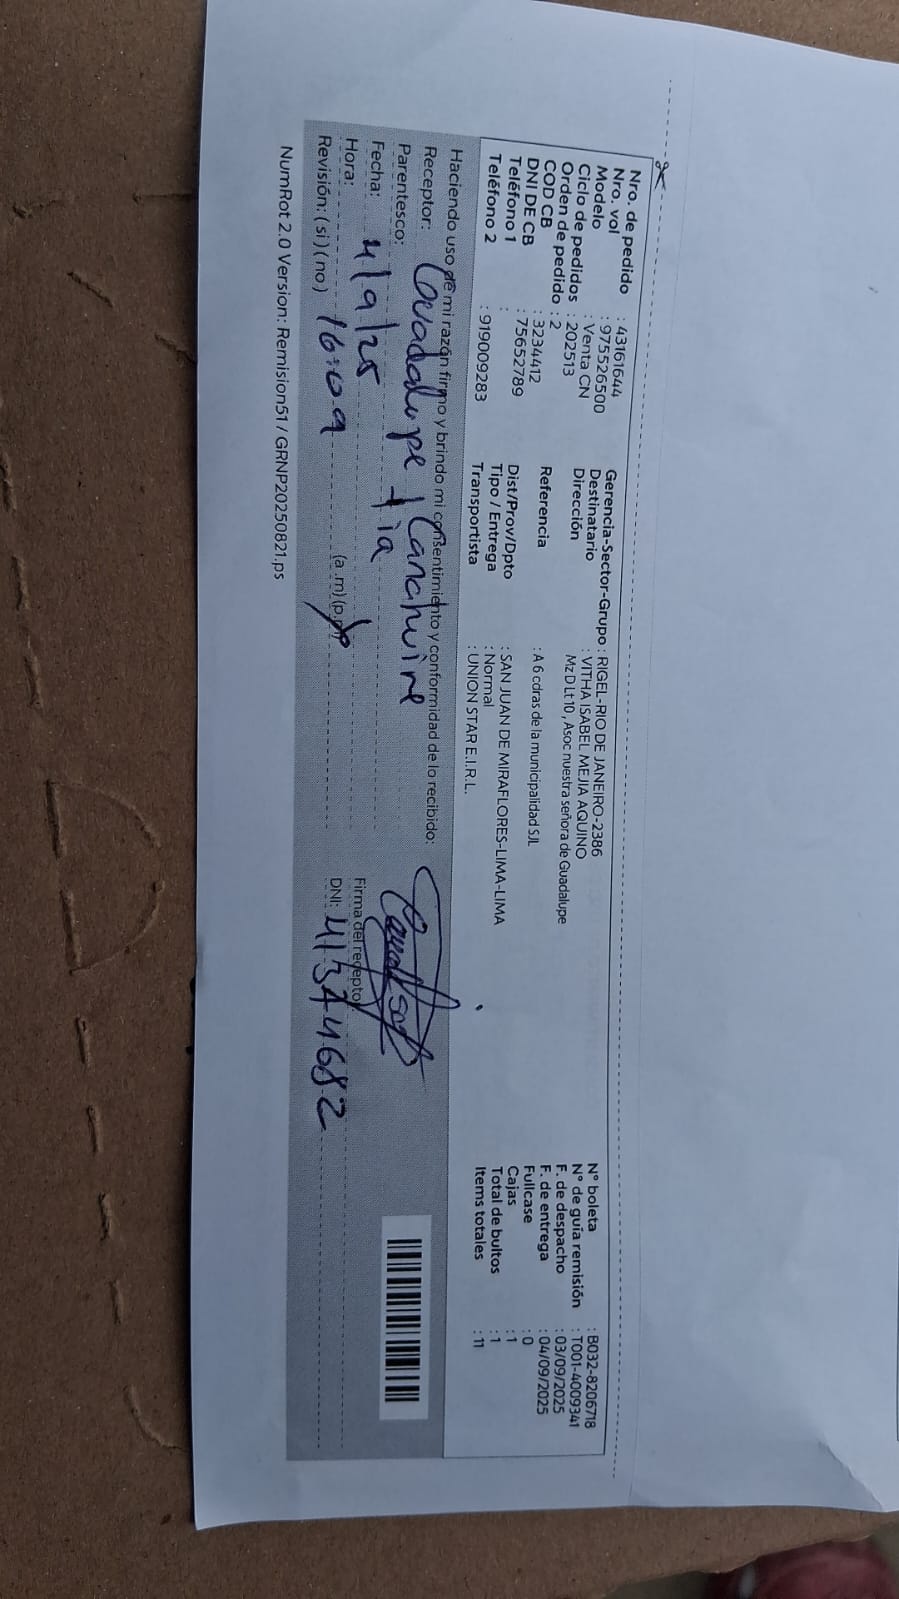 Nro. de pedido : 43161644
Nro. vol : 975526500
Modelo : Venta CN
Ciclo de pedidos : 202513
Orden de pedido : 2
COD CB : 3234412
DNI DE CB : 75652789
Teléfono 1 :
Teléfono 2 : 919009283
Gerencia-Sector-Grupo : RIGEL-RIO DE JANEIRO-2386
Destinatario : VITHA ISABEL MEJIA AQUINO
Dirección Mz D Lt 10 , Asoc nuestra señora de Guadalupe
Referencia : A 6 cdras de la municipalidad SJL
Dist/Prov/Dpto : SAN JUAN DE MIRAFLORES-LIMA-LIMA
Tipo / Entrega : Normal
Transportista : UNION STAR E.I.R.L.
N° boleta : B032-8206718
N° de guía remisión : T001-4009341
F. de despacho : 03/09/2025
F. de entrega : 04/09/2025
Fullcase : 0
Cajas : 1
Total de bultos : 1
Items totales : 11
Haciendo uso de mi razón firmo y brindo mi consentimiento y conformidad de lo recibido:
Receptor: Guadalupe Canchuire
Parentesco: tia
Fecha: 4/9/25
Hora: 16:09 (a .m) (p.m)
Revisión: (si) (no)
Firma del receptor
DNI: 41374682
NumRot 2.0 Version: Remision51 / GRNP20250821.ps